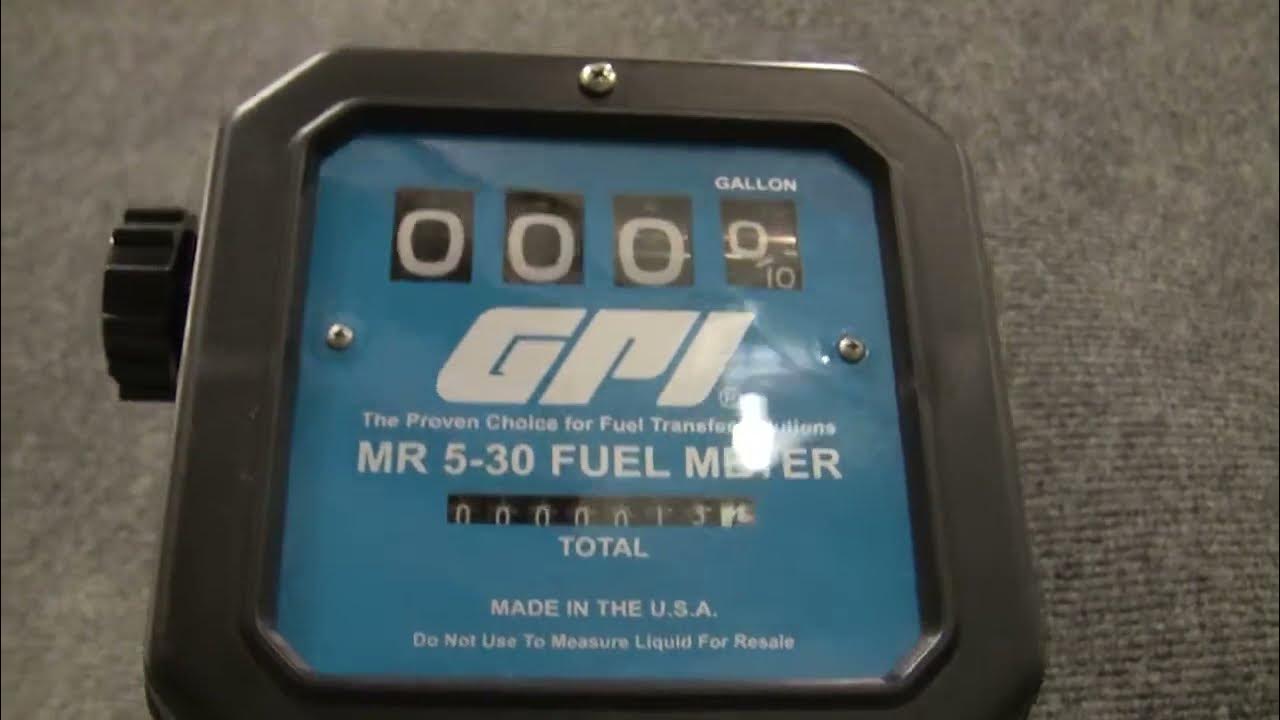 GALLON
0 0 0 0/10
GPI®
The Proven Choice for Fuel Transfer
MR 5-30 FUEL METER
0 0 0 0 0 1 3
TOTAL
MADE IN THE U.S.A.
Do Not Use To Measure Liquid For Resale